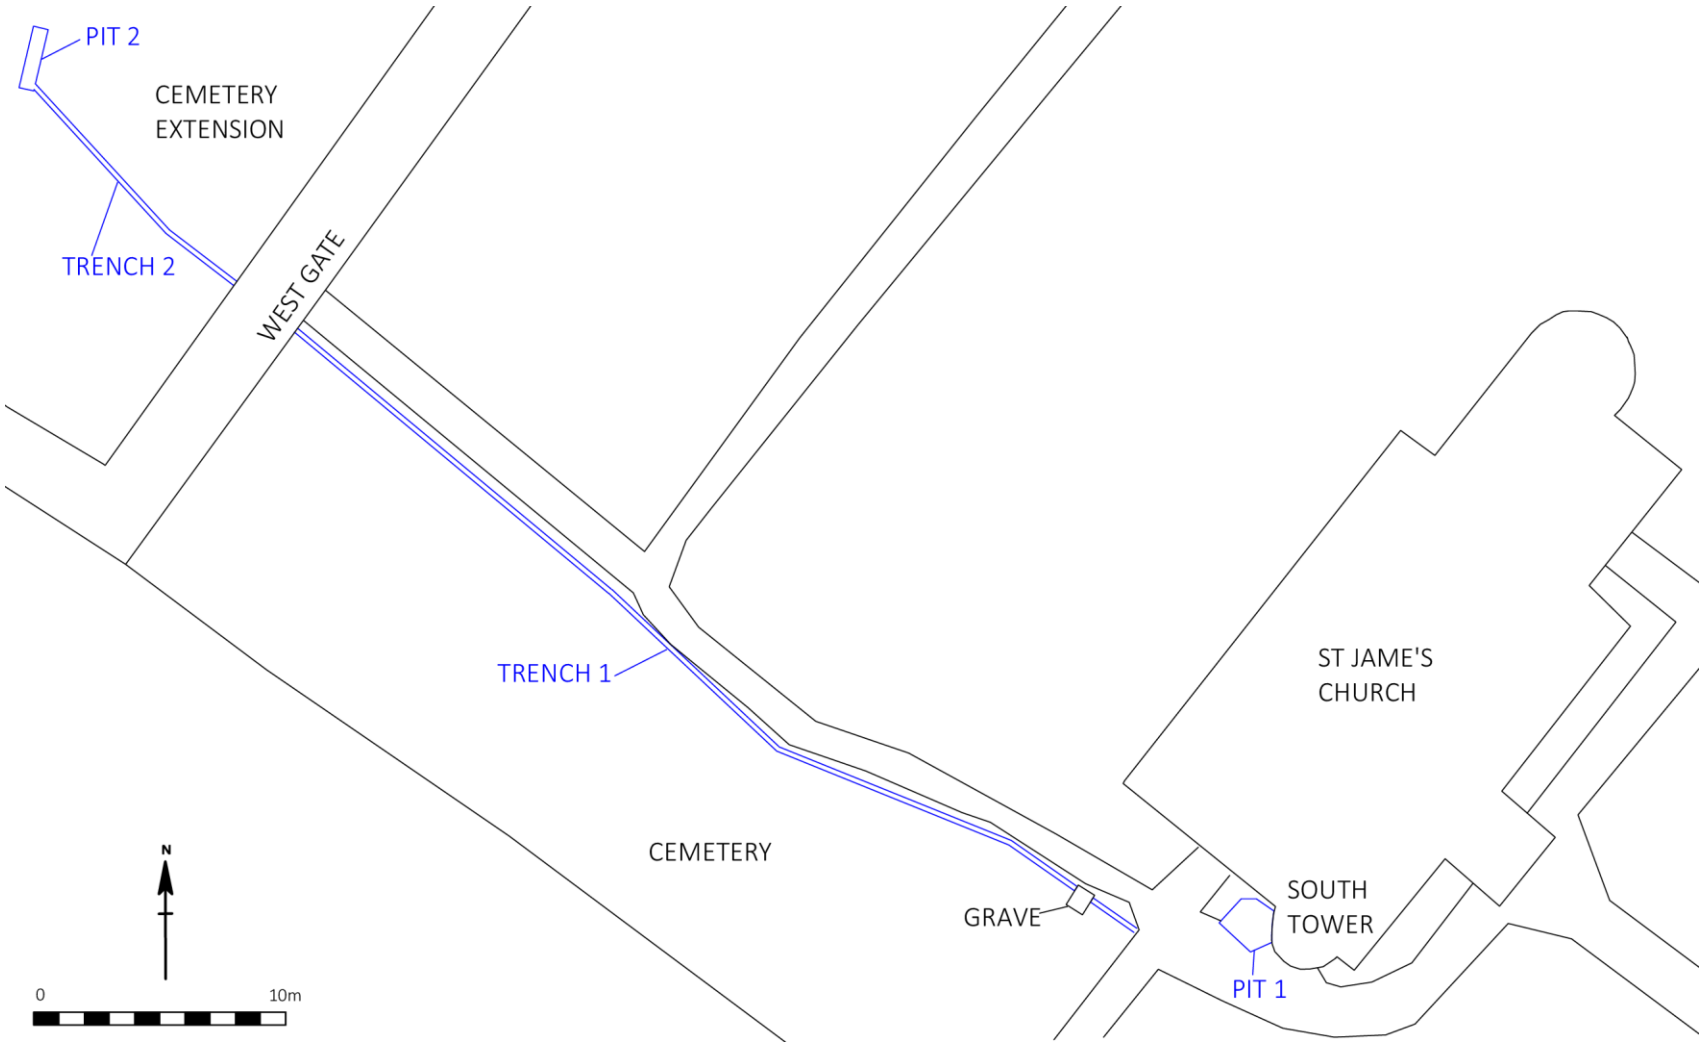 PIT 2
CEMETERY
EXTENSION
TRENCH 2
WEST GATE
TRENCH 1
ST JAME'S
CHURCH
CEMETERY
N
SOUTH
TOWER
GRAVE
PIT 1
0 10m